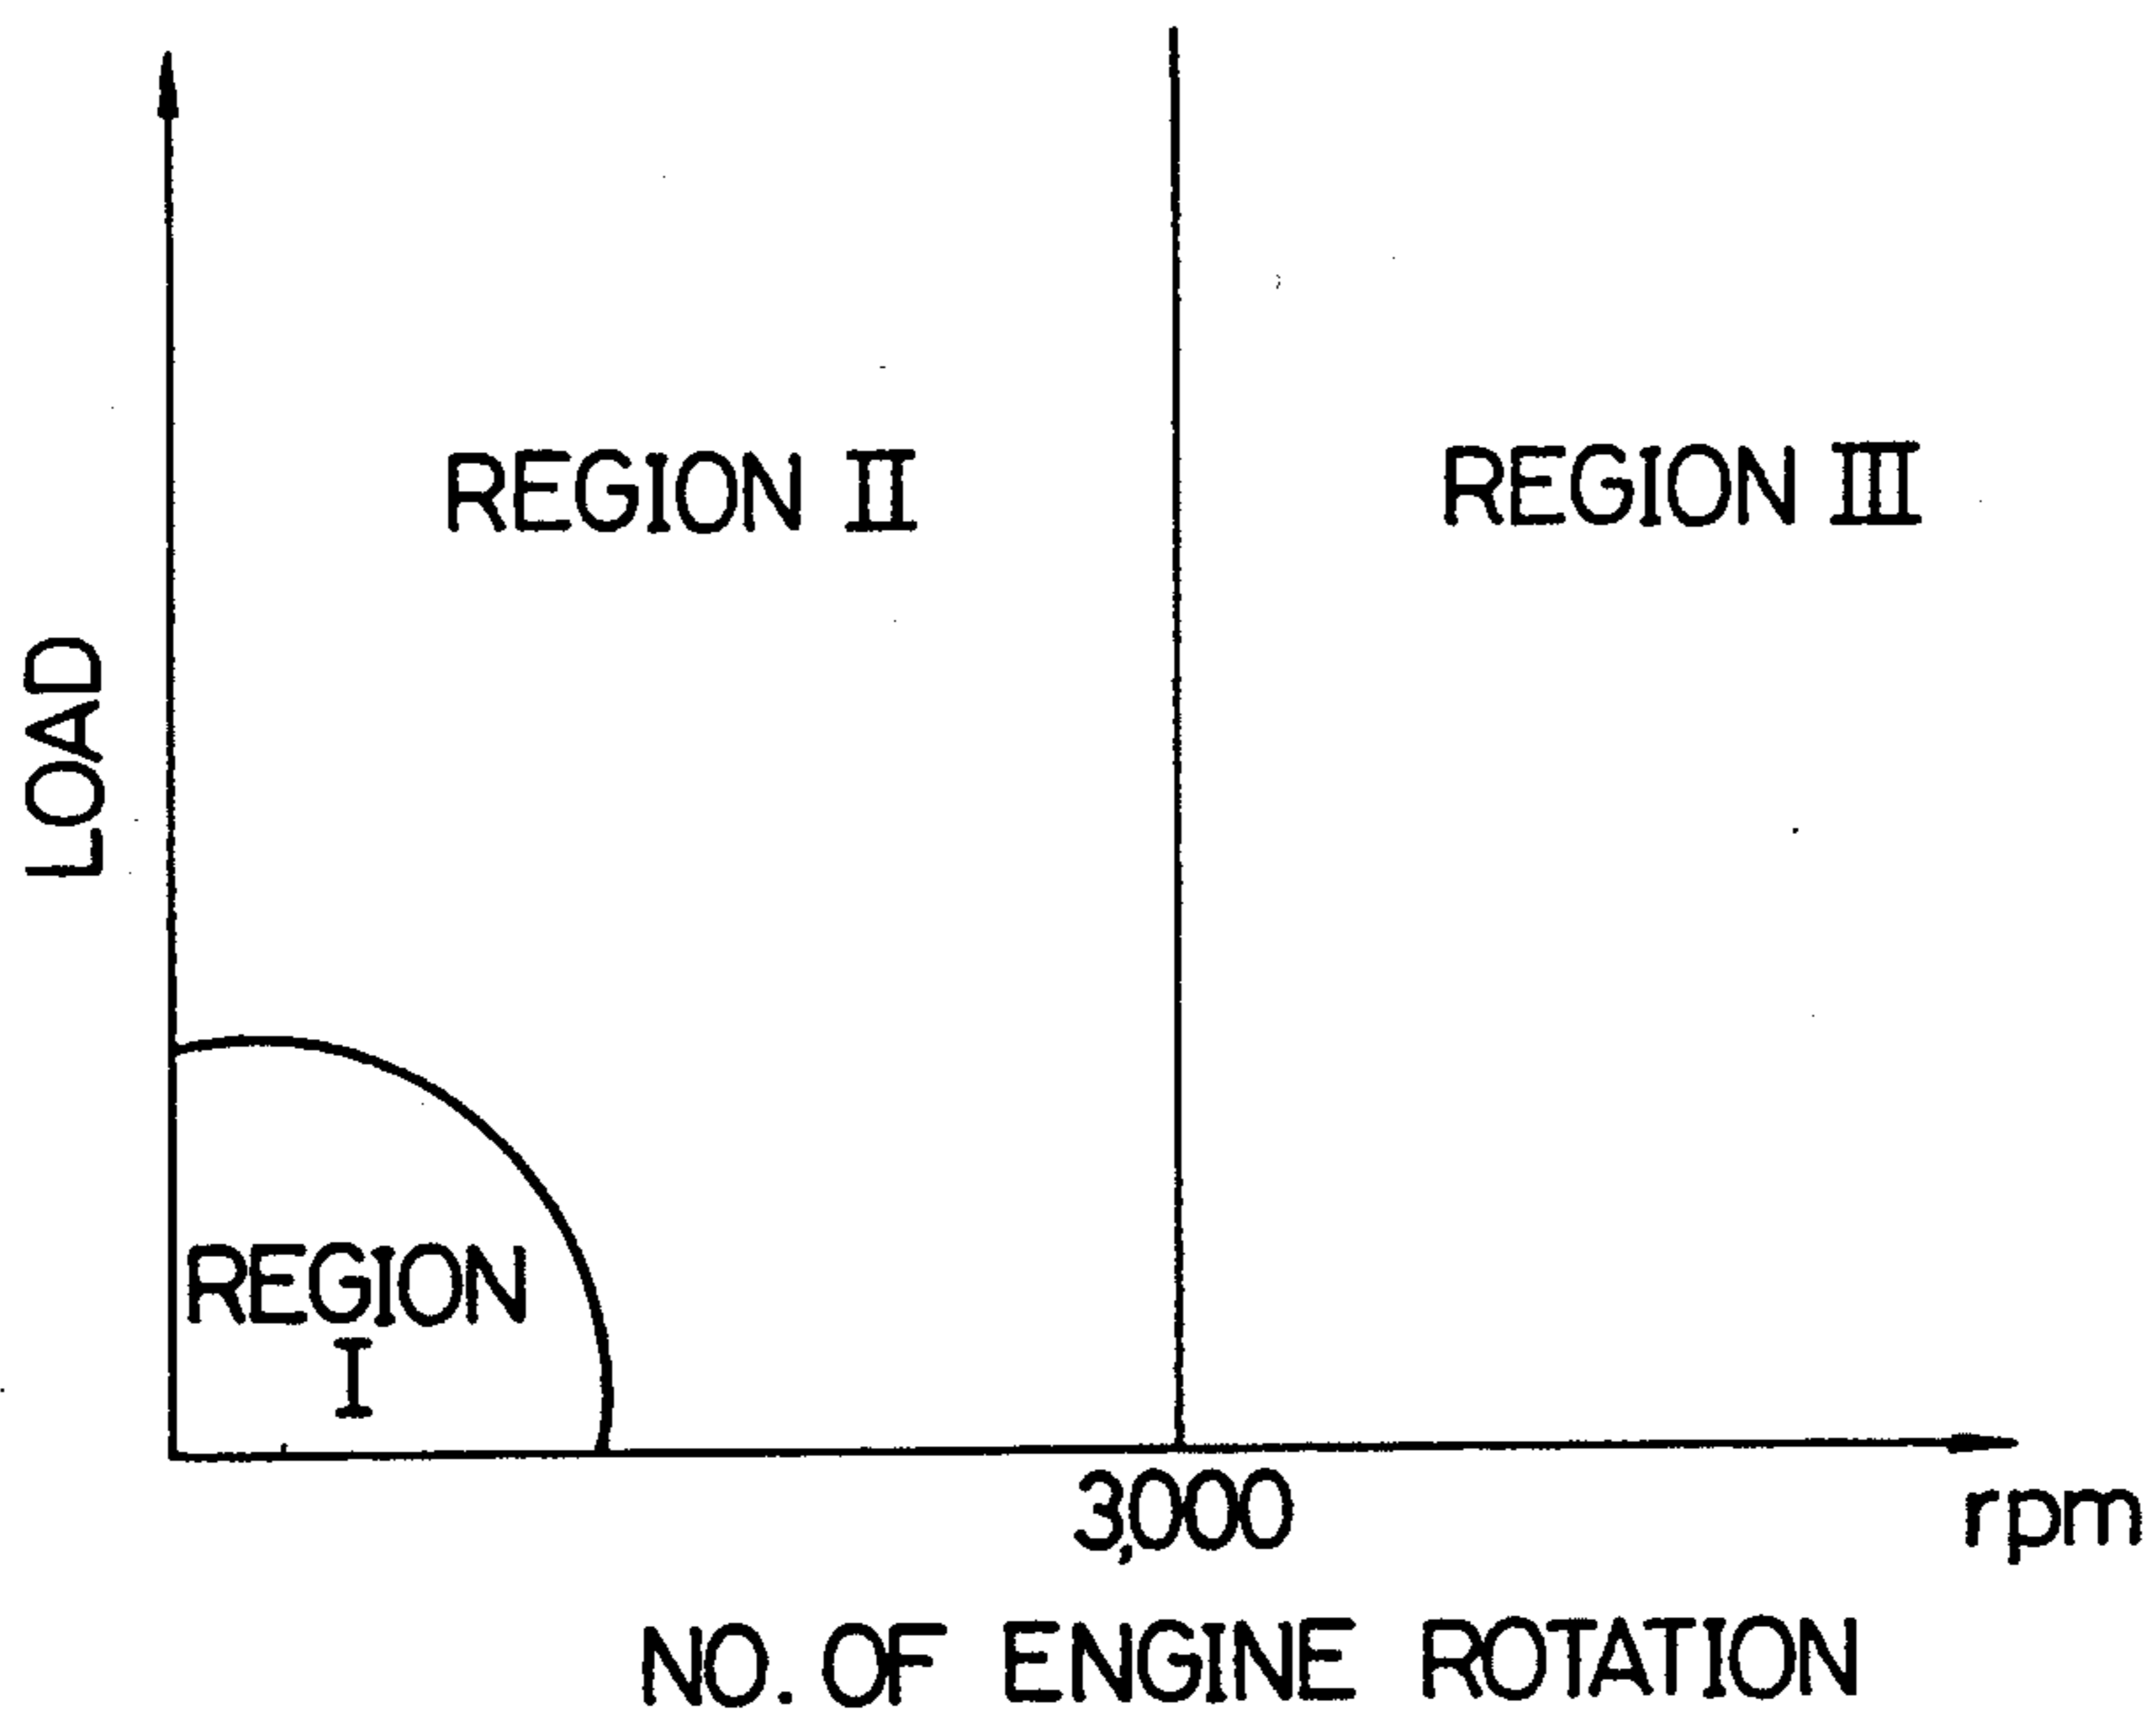 LOAD
REGION II
REGION III
REGION
I
3,000
rpm
NO. OF ENGINE ROTATION